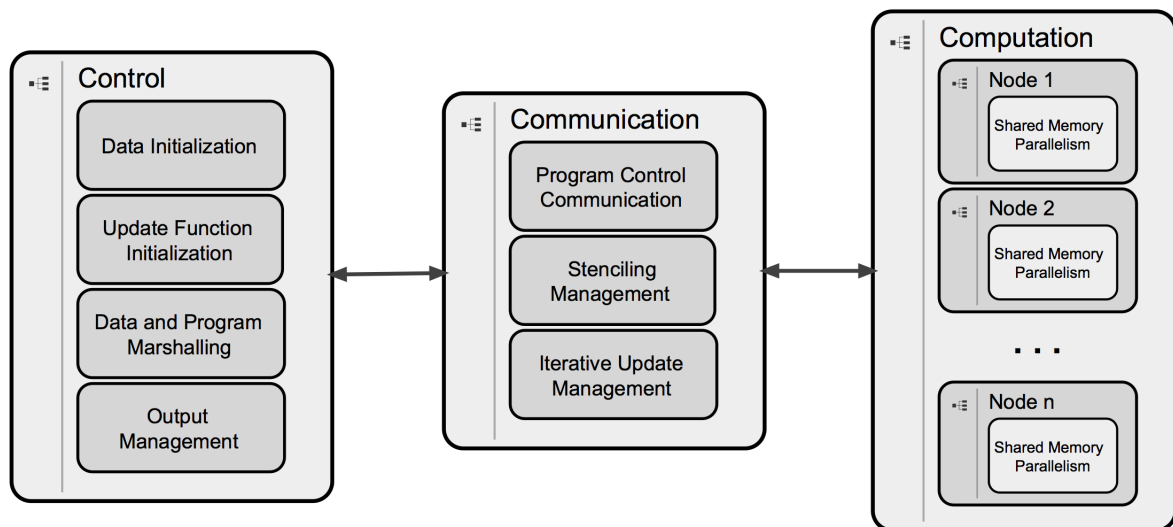 Control
Data Initialization
Update Function
Initialization
Data and Program
Marshalling
Output
Management
Communication
Program Control
Communication
Stenciling
Management
Iterative Update
Management
Computation
Node 1
Shared Memory
Parallelism
Node 2
Shared Memory
Parallelism
. . .
Node n
Shared Memory
Parallelism